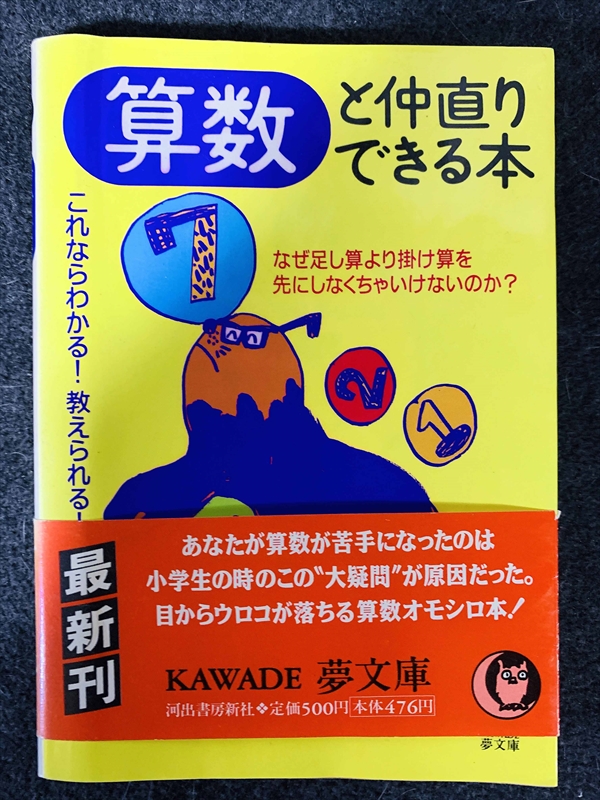 算数
と仲直り
できる本
これならわかる!教えられる!
なぜ足し算より掛け算を
先にしなくちゃいけないのか?
7
2
1
最新刊
あなたが算数が苦手になったのは
小学生の時のこの"大疑問"が原因だった。
目からウロコが落ちる算数オモシロ本!
KAWADE 夢文庫
河出書房新社❖定価500円 本体476円
夢文庫